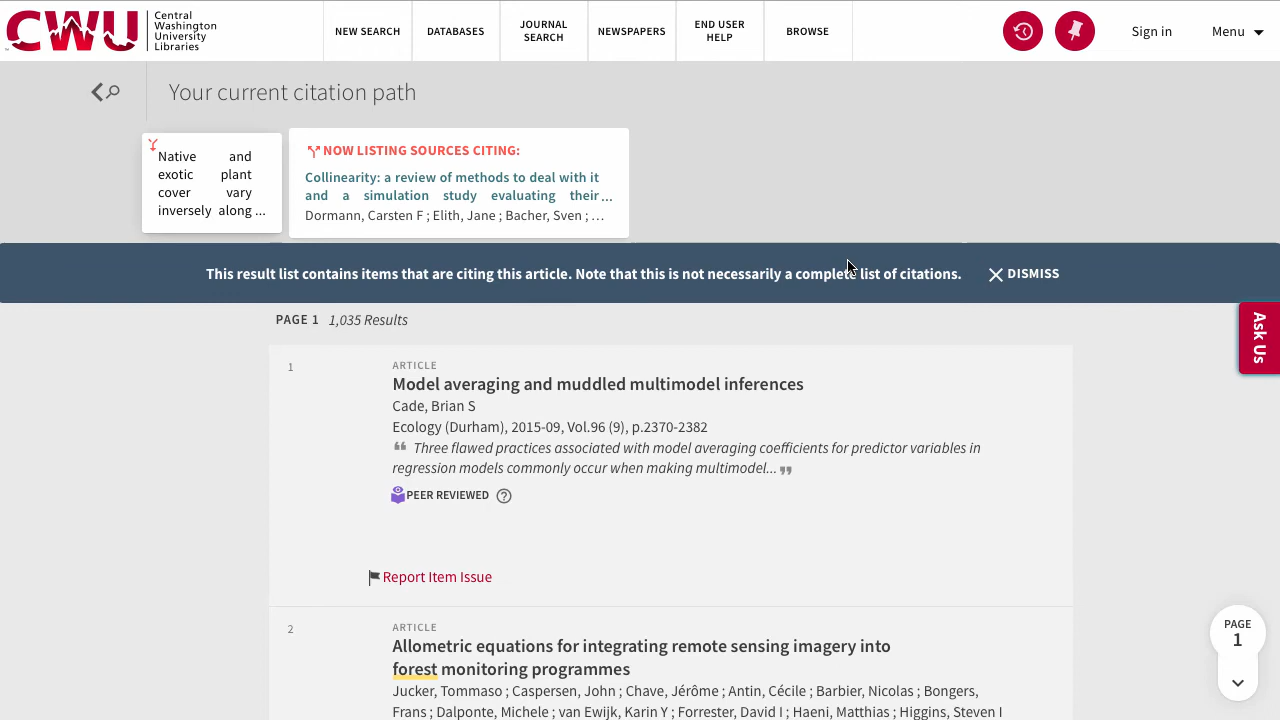 CWU
Central
Washington
University
Libraries
NEW SEARCH
DATABASES
JOURNAL
SEARCH
NEWSPAPERS
END USER
HELP
BROWSE
Sign in
Menu
Your current citation path
Native and
exotic plant
cover vary
inversely along ...
NOW LISTING SOURCES CITING:
Collinearity: a review of methods to deal with it
and a simulation study evaluating their...
Dormann, Carsten F ; Elith, Jane ; Bacher, Sven ; ...
This result list contains items that are citing this article. Note that this is not necessarily a complete list of citations.
DISMISS
PAGE 1 1,035 Results
Ask Us
1
ARTICLE
Model averaging and muddled multimodel inferences
Cade, Brian S
Ecology (Durham), 2015-09, Vol.96 (9), p.2370-2382
“ Three flawed practices associated with model averaging coefficients for predictor variables in
regression models commonly occur when making multimodel... ”
PEER REVIEWED ?
Report Item Issue
2
ARTICLE
Allometric equations for integrating remote sensing imagery into
forest monitoring programmes
Jucker, Tommaso ; Caspersen, John ; Chave, Jérôme ; Antin, Cécile ; Barbier, Nicolas ; Bongers,
Frans ; Dalponte, Michele ; van Ewijk, Karin Y ; Forrester, David I ; Haeni, Matthias ; Higgins, Steven I
PAGE
1